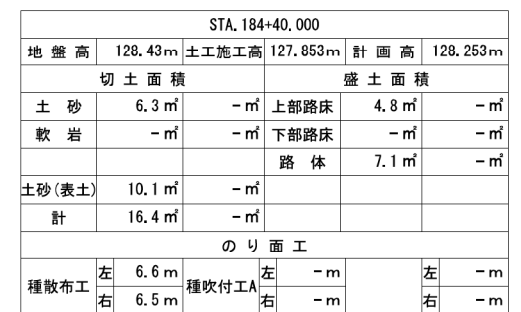 STA.184+40.000
地 盤 高 128.43m 土工施工高 127.853m 計 画 高 128.253m
切 土 面 積 盛 土 面 積
土 砂 6.3㎡ －㎡ 上部路床 4.8㎡ －㎡
軟 岩 －㎡ －㎡ 下部路床 －㎡ －㎡
路 体 7.1㎡ －㎡
土砂(表土) 10.1㎡ －㎡
計 16.4㎡ －㎡
の り 面 工
種散布工 左 6.6m 種吹付工A 左 －m 左 －m
右 6.5m 右 －m 右 －m